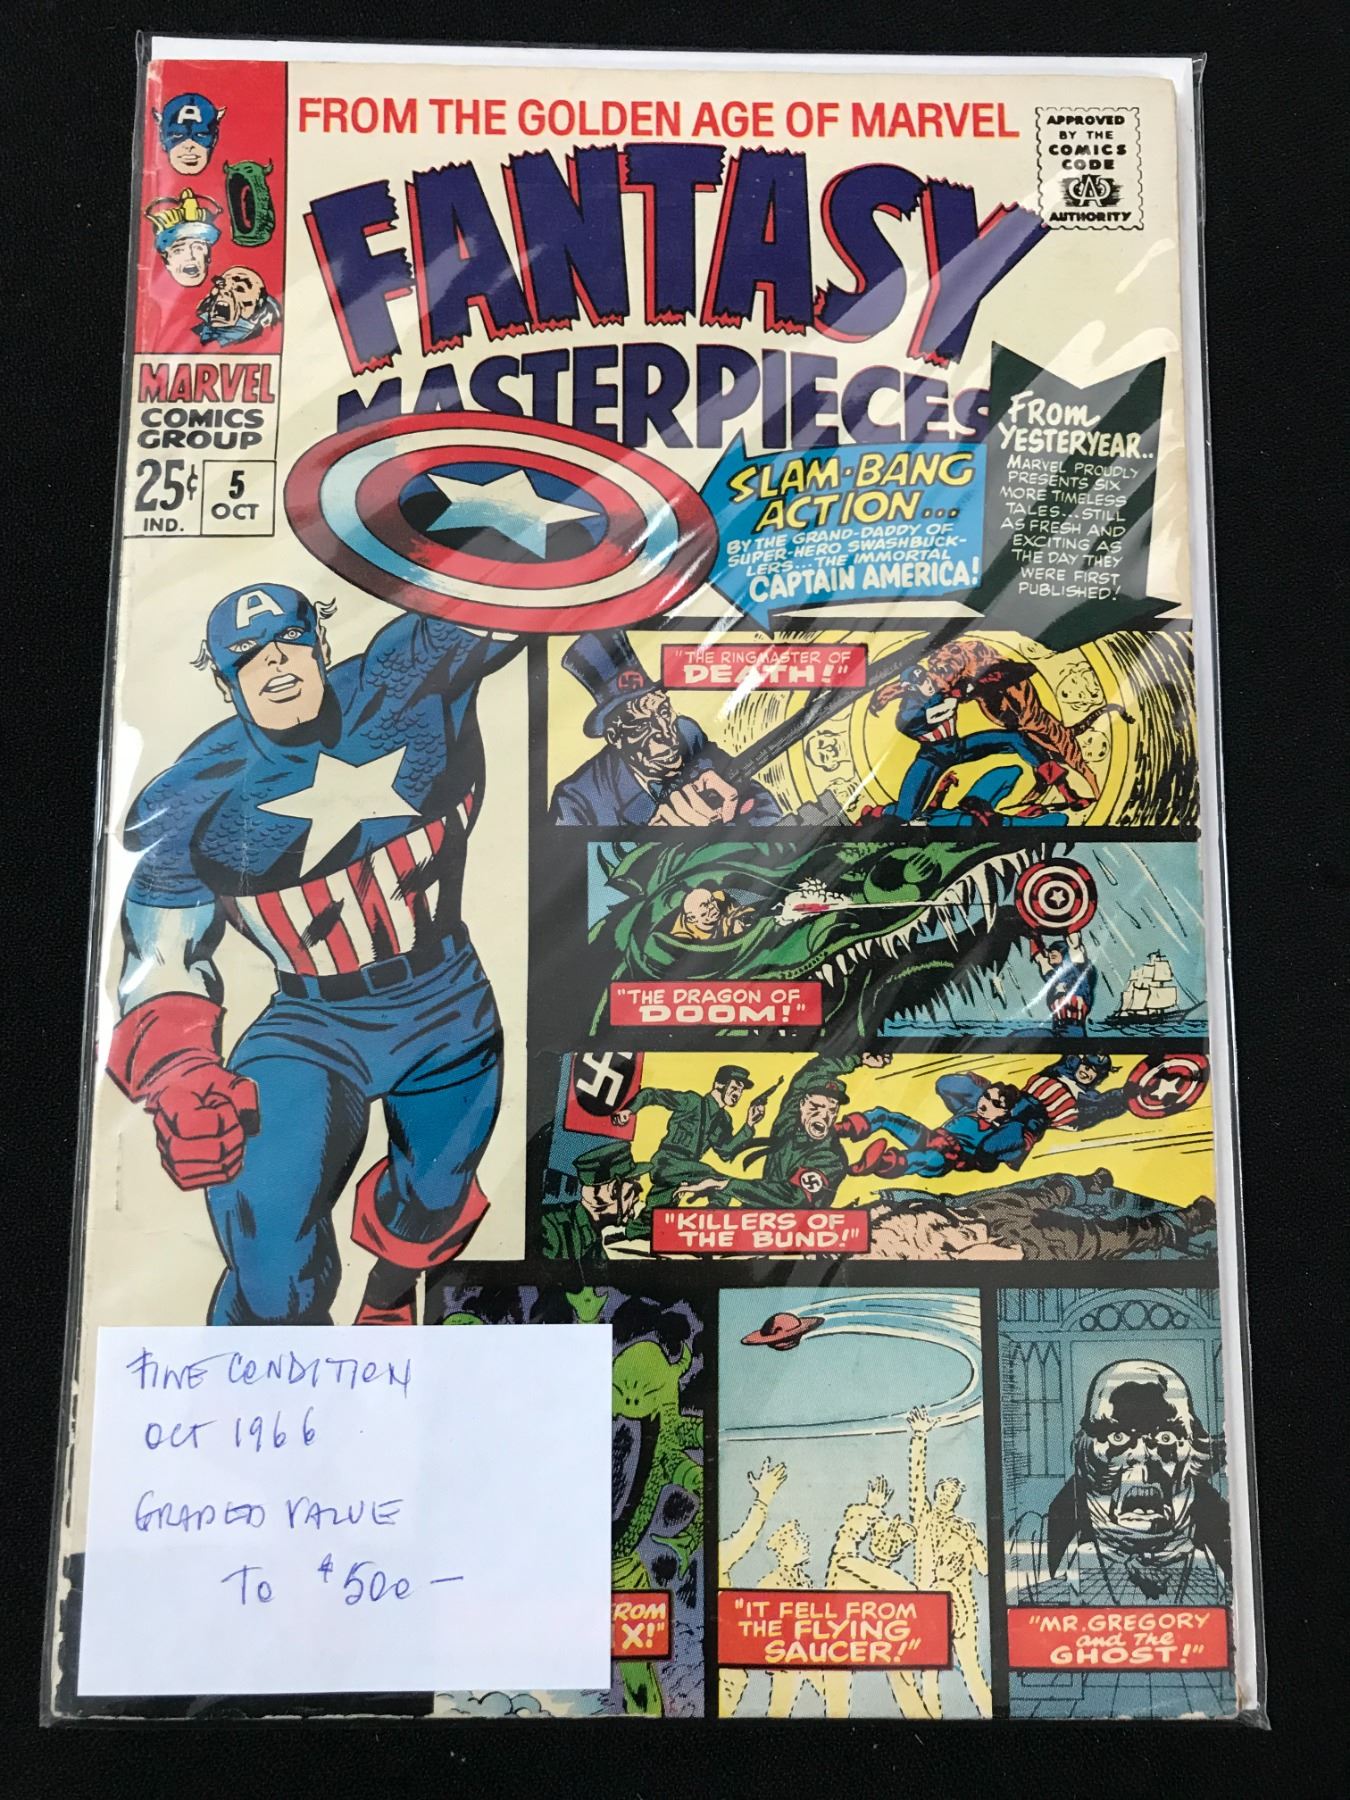 FROM THE GOLDEN AGE OF MARVEL
APPROVED
BY THE
COMICS
CODE
CAC
AUTHORITY
FANTASY
MASTERPIECES
MARVEL
COMICS
GROUP
25¢
IND.
5
OCT
SLAM-BANG
ACTION...
BY THE GRAND-DADDY OF
SUPER-HERO SWASHBUCK-
LERS...THE IMMORTAL
CAPTAIN AMERICA!
FROM
YESTERYEAR..
MARVEL PROUDLY
PRESENTS SIX
MORE TIMELESS
TALES...STILL
AS FRESH AND
EXCITING AS
THE DAY THEY
WERE FIRST
PUBLISHED!
A
A
"THE RINGMASTER OF
DEATH!"
"THE DRAGON OF
DOOM!"
"KILLERS OF
THE BUND!"
ROM
X!"
"IT FELL FROM
THE FLYING
SAUCER!"
"MR. GREGORY
and THE
GHOST!"
FINE CONDITION
OCT 1966
GRADED VALUE
TO $500-